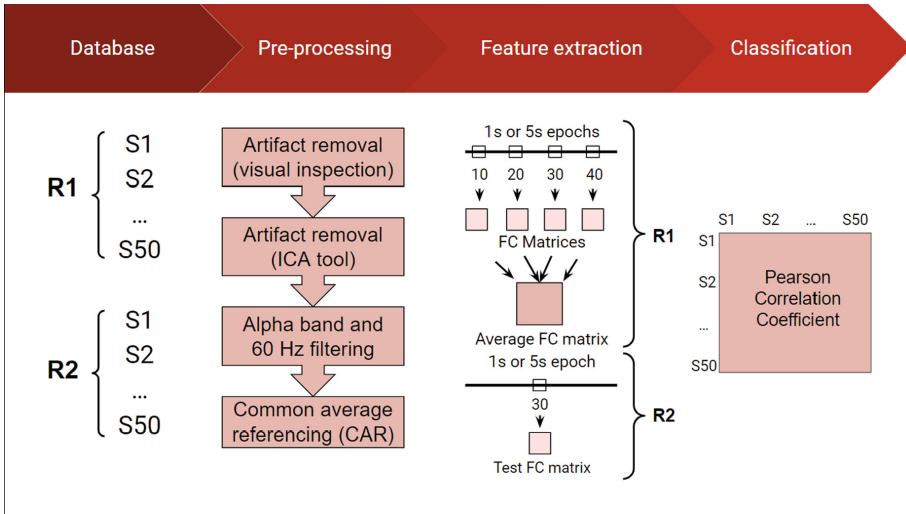 Database
Pre-processing
Feature extraction
Classification
R1
S1
S2
...
S50
R2
S1
S2
...
S50
Artifact removal
(visual inspection)
Artifact removal
(ICA tool)
Alpha band and
60 Hz filtering
Common average
referencing (CAR)
1s or 5s epochs
10 20 30 40
FC Matrices
Average FC matrix
R1
1s or 5s epoch
30
Test FC matrix
R2
S1 S2 ... S50
S1
S2
...
S50
Pearson
Correlation
Coefficient